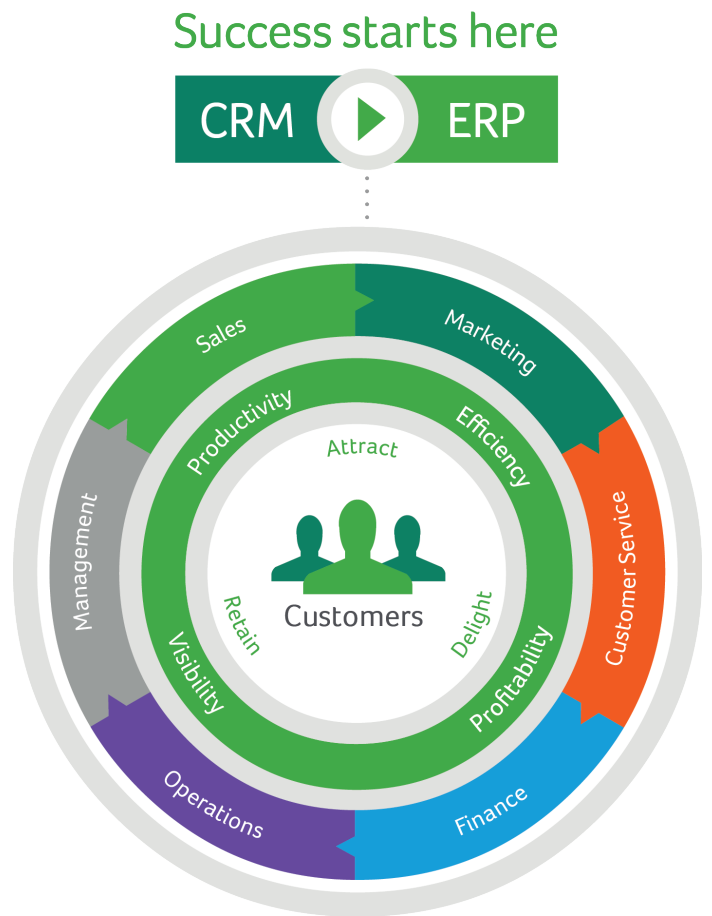 Success starts here
CRM
ERP
Sales
Marketing
Customer Service
Finance
Operations
Management
Productivity
Efficiency
Profitability
Visibility
Attract
Delight
Retain
Customers